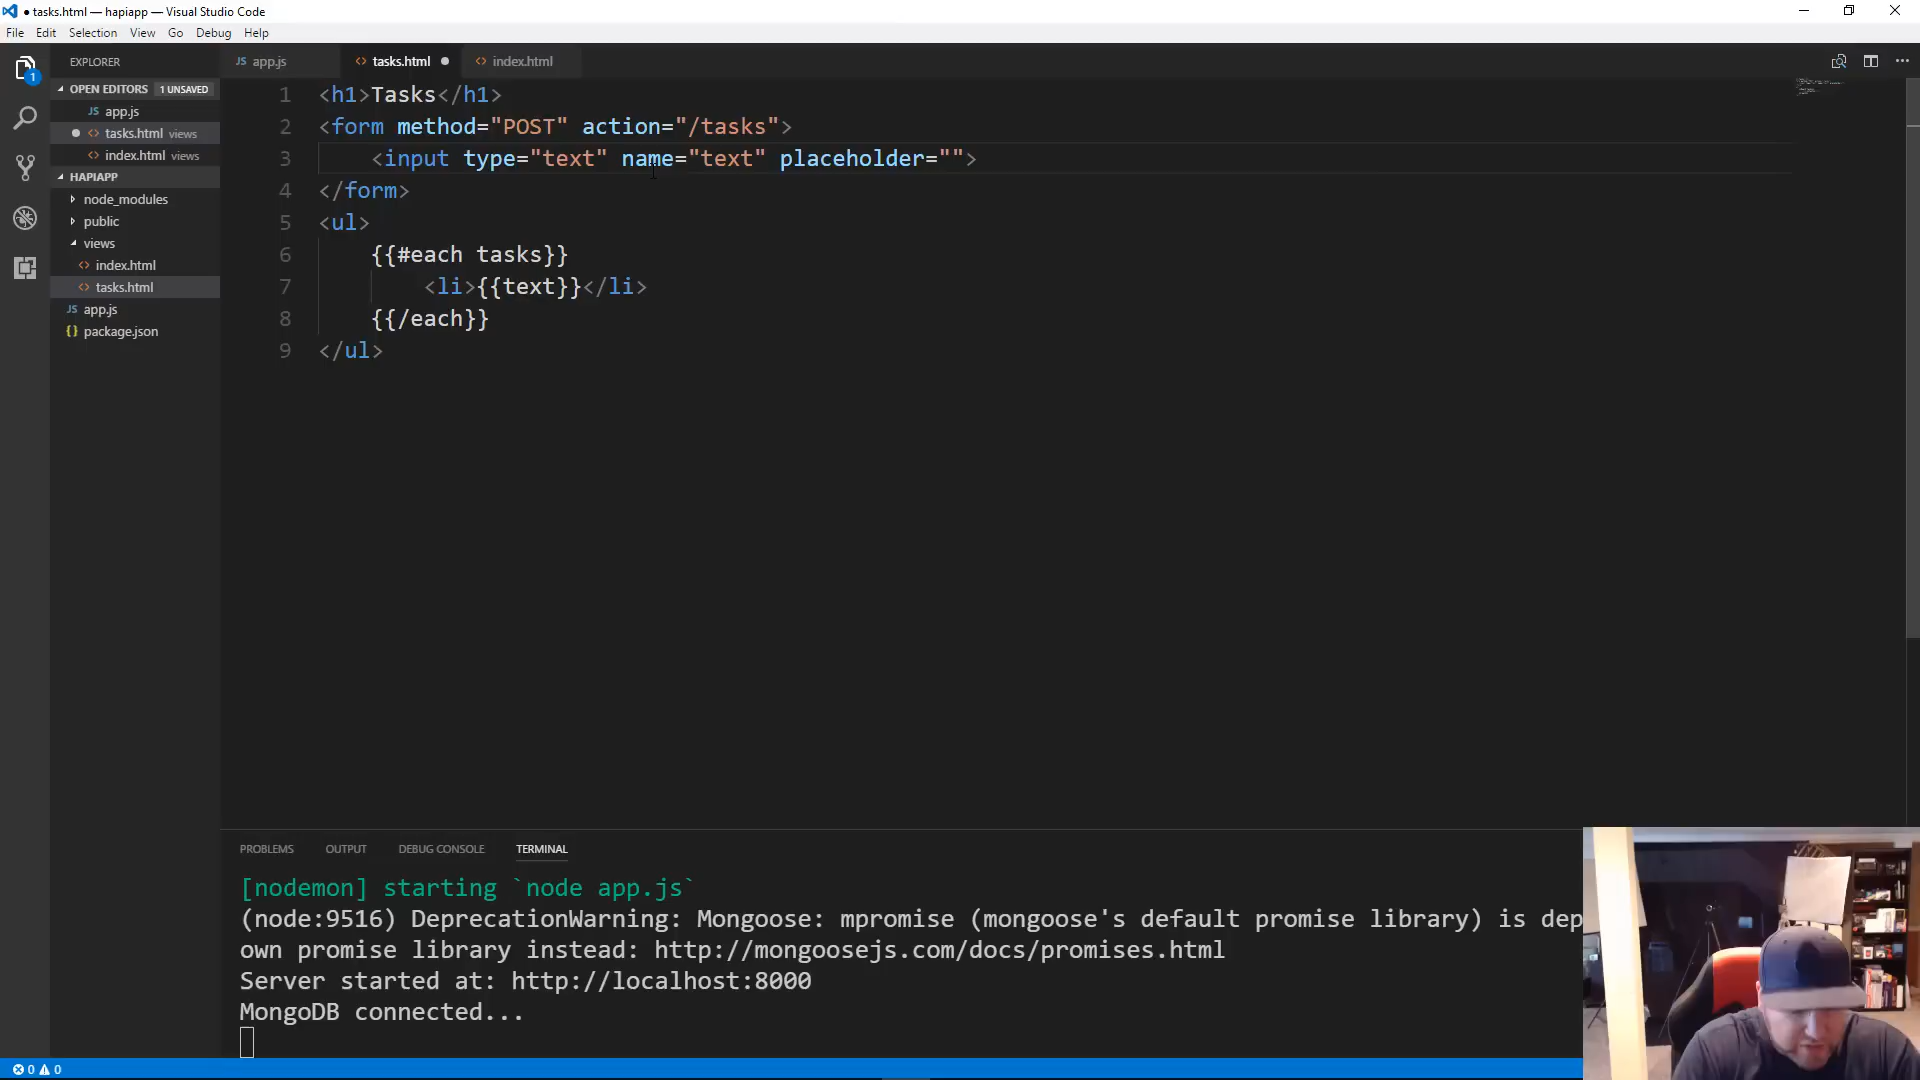 ● tasks.html — hapiapp — Visual Studio Code
File Edit Selection View Go Debug Help
EXPLORER
OPEN EDITORS 1 UNSAVED
JS app.js
<> tasks.html views
<> index.html views
HAPIAPP
node_modules
public
views
<> index.html
<> tasks.html
JS app.js
{} package.json
1
JS app.js <> tasks.html ● <> index.html
1 <h1>Tasks</h1>
2 <form method="POST" action="/tasks">
3 <input type="text" name="text" placeholder="">
4 </form>
5 <ul>
6 {{#each tasks}}
7 <li>{{text}}</li>
8 {{/each}}
9 </ul>
PROBLEMS OUTPUT DEBUG CONSOLE TERMINAL
[nodemon] starting `node app.js`
(node:9516) DeprecationWarning: Mongoose: mpromise (mongoose's default promise library) is dep
own promise library instead: http://mongoosejs.com/docs/promises.html
Server started at: http://localhost:8000
MongoDB connected...
0 0